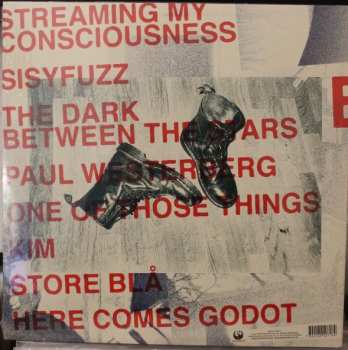 STREAMING MY
CONSCIOUSNESS
SISYFUZZ
THE DARK
BETWEEN THE STARS
PAUL WESTERBERG
ONE OF THOSE THINGS
KIM
STORE BLÅ
HERE COMES GODOT